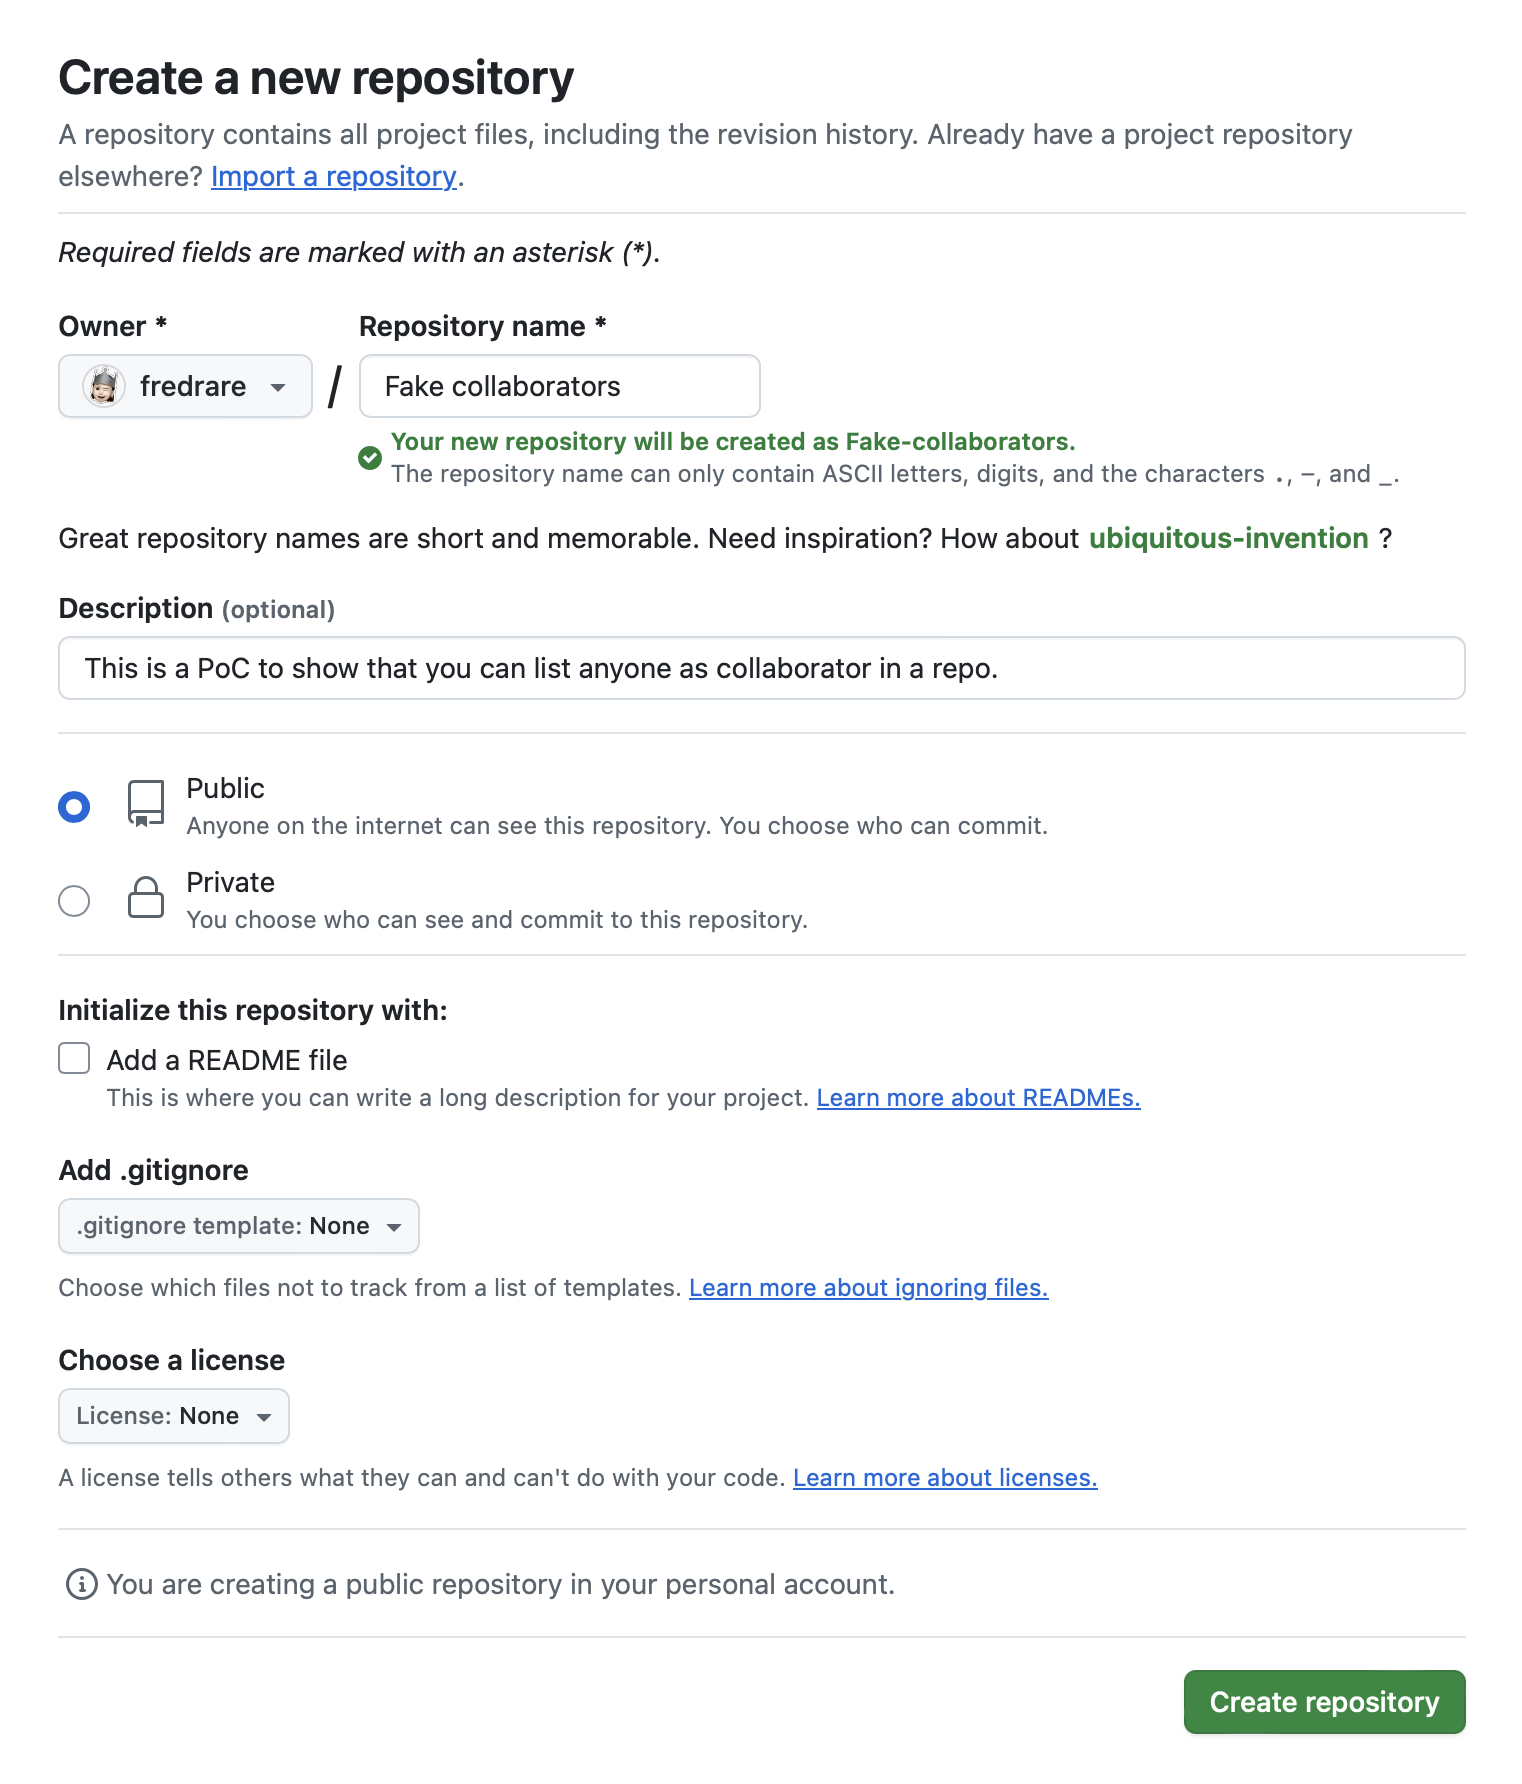 Create a new repository
A repository contains all project files, including the revision history. Already have a project repository
elsewhere? Import a repository.
Required fields are marked with an asterisk (*).
Owner *
Repository name *
fredrare
/
Fake collaborators
Your new repository will be created as Fake-collaborators.
The repository name can only contain ASCII letters, digits, and the characters ., -, and _.
Great repository names are short and memorable. Need inspiration? How about ubiquitous-invention ?
Description (optional)
This is a PoC to show that you can list anyone as collaborator in a repo.
Public
Anyone on the internet can see this repository. You choose who can commit.
Private
You choose who can see and commit to this repository.
Initialize this repository with:
Add a README file
This is where you can write a long description for your project. Learn more about READMEs.
Add .gitignore
.gitignore template: None
Choose which files not to track from a list of templates. Learn more about ignoring files.
Choose a license
License: None
A license tells others what they can and can't do with your code. Learn more about licenses.
You are creating a public repository in your personal account.
Create repository